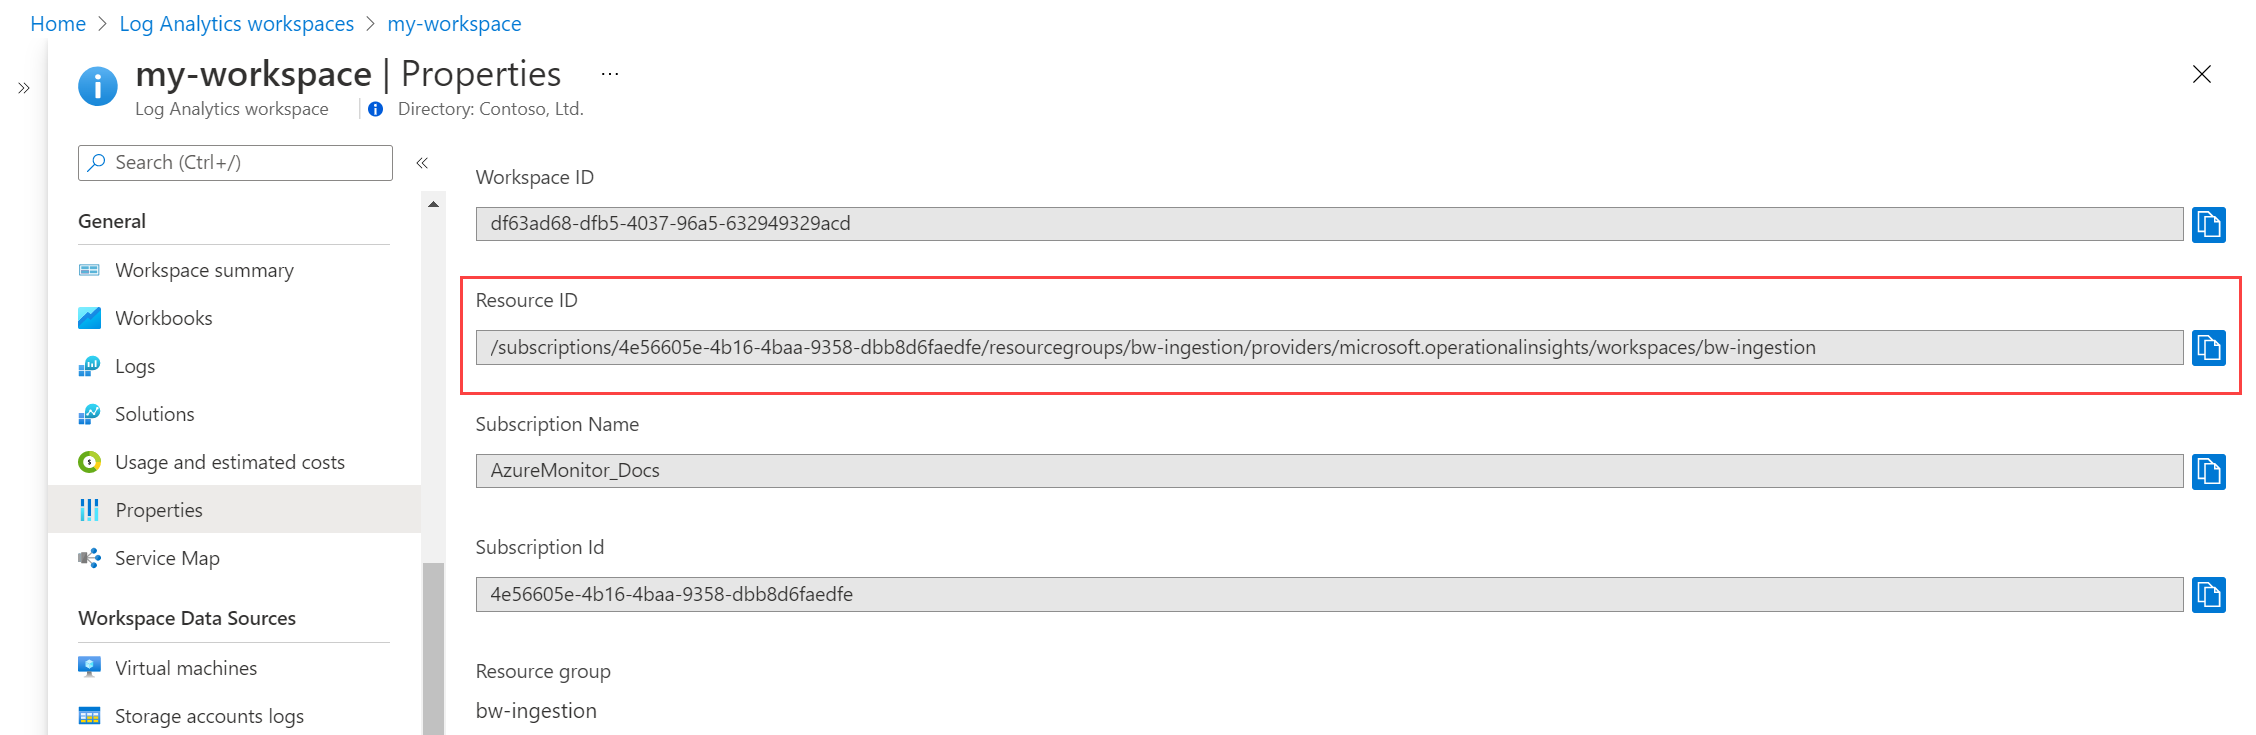 Home > Log Analytics workspaces > my-workspace
my-workspace | Properties ...
Log Analytics workspace | Directory: Contoso, Ltd.
Search (Ctrl+/)
General
Workspace summary
Workbooks
Logs
Solutions
Usage and estimated costs
Properties
Service Map
Workspace Data Sources
Virtual machines
Storage accounts logs
Workspace ID
df63ad68-dfb5-4037-96a5-632949329acd
Resource ID
/subscriptions/4e56605e-4b16-4baa-9358-dbb8d6faedfe/resourcegroups/bw-ingestion/providers/microsoft.operationalinsights/workspaces/bw-ingestion
Subscription Name
AzureMonitor_Docs
Subscription Id
4e56605e-4b16-4baa-9358-dbb8d6faedfe
Resource group
bw-ingestion